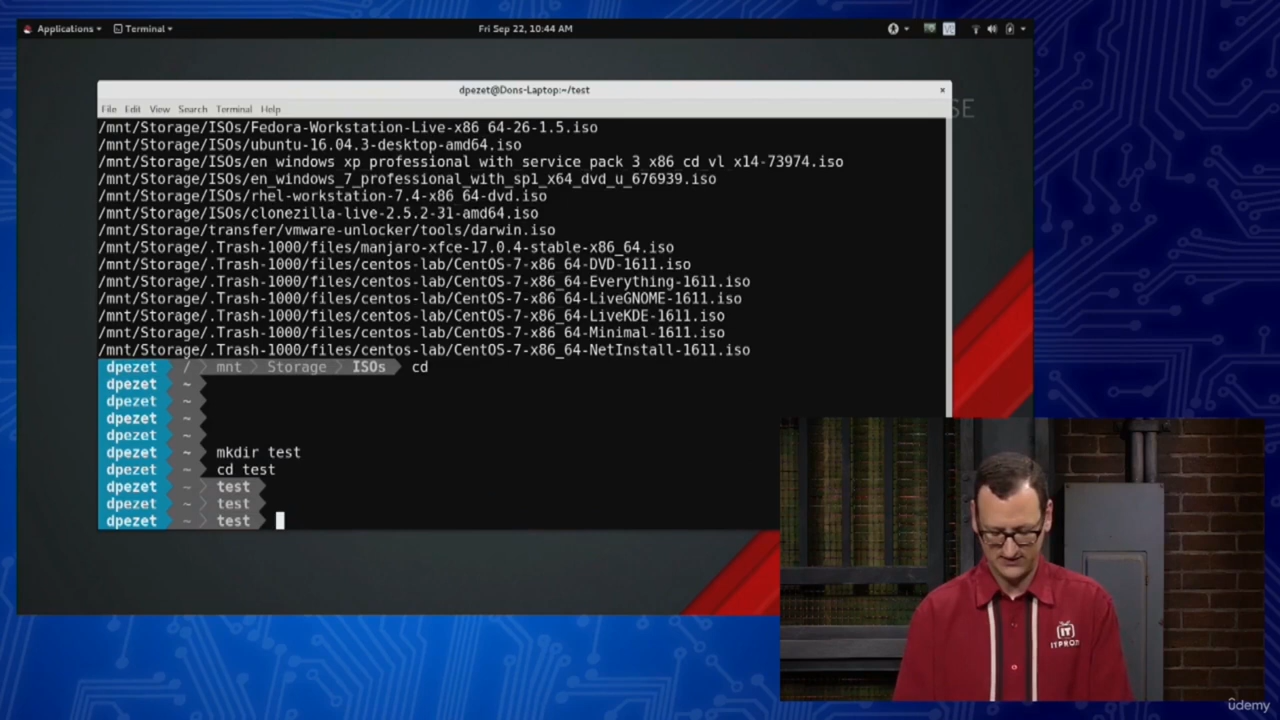 Applications Terminal Fri Sep 22, 10:44 AM
dpezet@Dons-Laptop:~/test ×
File Edit View Search Terminal Help
SE
/mnt/Storage/ISOs/Fedora-Workstation-Live-x86_64-26-1.5.iso
/mnt/Storage/ISOs/ubuntu-16.04.3-desktop-amd64.iso
/mnt/Storage/ISOs/en_windows_xp_professional_with_service_pack_3_x86_cd_vl_x14-73974.iso
/mnt/Storage/ISOs/en_windows_7_professional_with_sp1_x64_dvd_u_676939.iso
/mnt/Storage/ISOs/rhel-workstation-7.4-x86_64-dvd.iso
/mnt/Storage/ISOs/clonezilla-live-2.5.2-31-amd64.iso
/mnt/Storage/transfer/vmware-unlocker/tools/darwin.iso
/mnt/Storage/.Trash-1000/files/manjaro-xfce-17.0.4-stable-x86_64.iso
/mnt/Storage/.Trash-1000/files/centos-lab/CentOS-7-x86_64-DVD-1611.iso
/mnt/Storage/.Trash-1000/files/centos-lab/CentOS-7-x86_64-Everything-1611.iso
/mnt/Storage/.Trash-1000/files/centos-lab/CentOS-7-x86_64-LiveGNOME-1611.iso
/mnt/Storage/.Trash-1000/files/centos-lab/CentOS-7-x86_64-LiveKDE-1611.iso
/mnt/Storage/.Trash-1000/files/centos-lab/CentOS-7-x86_64-Minimal-1611.iso
/mnt/Storage/.Trash-1000/files/centos-lab/CentOS-7-x86_64-NetInstall-1611.iso
dpezet / mnt Storage ISOs cd
dpezet ~
dpezet ~
dpezet ~
dpezet ~
dpezet ~ mkdir test
dpezet ~ cd test
dpezet ~ test
dpezet ~ test
dpezet ~ test
IT
ITPRO
udemy